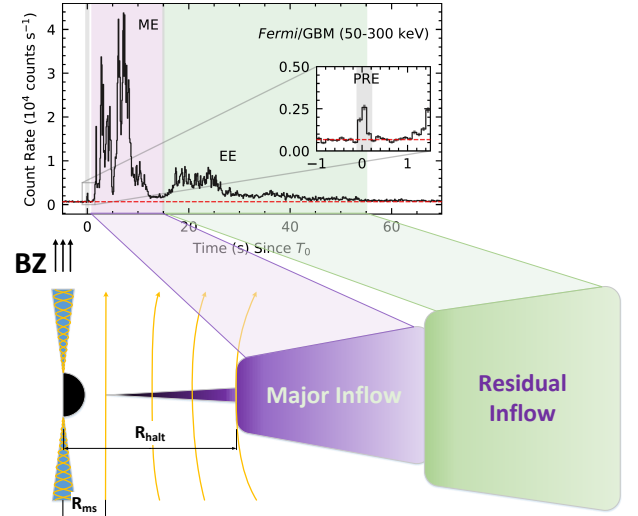 ME
Fermi/GBM (50-300 keV)
PRE
EE
0.50
0.25
0.00
−1
0
1
4
3
2
1
0
Count Rate (10⁴ counts s⁻¹)
0
20
40
60
Time (s) Since T₀
BZ
Major Inflow
Residual
Inflow
R_halt
R_ms